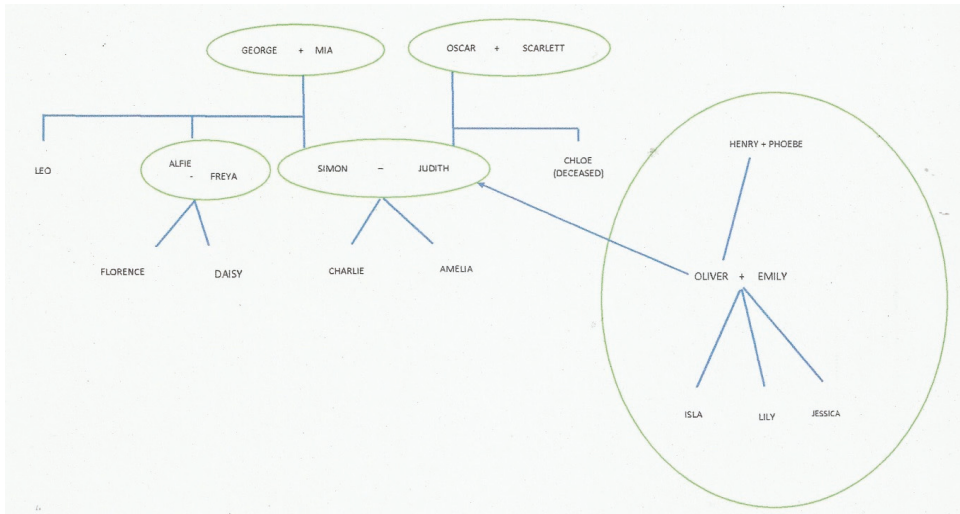 GEORGE + MIA
OSCAR + SCARLETT
HENRY + PHOEBE
LEO
ALFIE
- FREYA
SIMON – JUDITH
CHLOE
(DECEASED)
FLORENCE
DAISY
CHARLIE
AMELIA
OLIVER + EMILY
ISLA
LILY
JESSICA